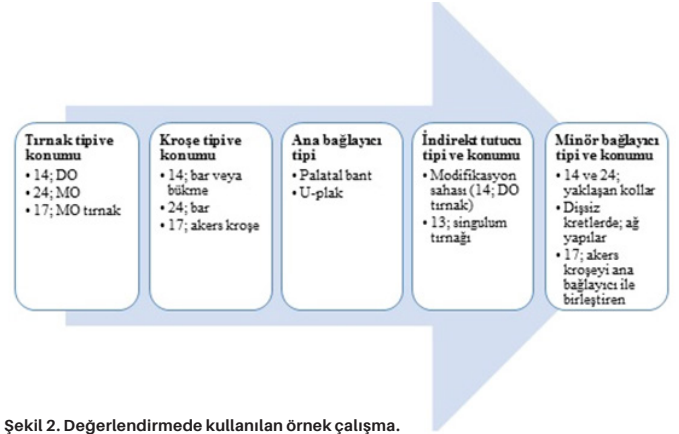 Tırnak tipi ve
konumu
• 14; DO
• 24; MO
• 17; MO tırnak
Kroşe tipi ve
konumu
• 14; bar veya
bükme
• 24; bar
• 17; akers kroşe
Ana bağlayıcı
tipi
• Palatal bant
• U-plak
İndirekt tutucu
tipi ve konumu
• Modifikasyon
sahası (14; DO
tırnak)
• 13; singulum
tırnağı
Minör bağlayıcı
tipi ve konumu
• 14 ve 24;
yaklaşan kollar
• Dişsiz
kretlerde; ağ
yapılar
• 17; akers
kroşeyi ana
bağlayıcı ile
birleştiren
Şekil 2. Değerlendirmede kullanılan örnek çalışma.